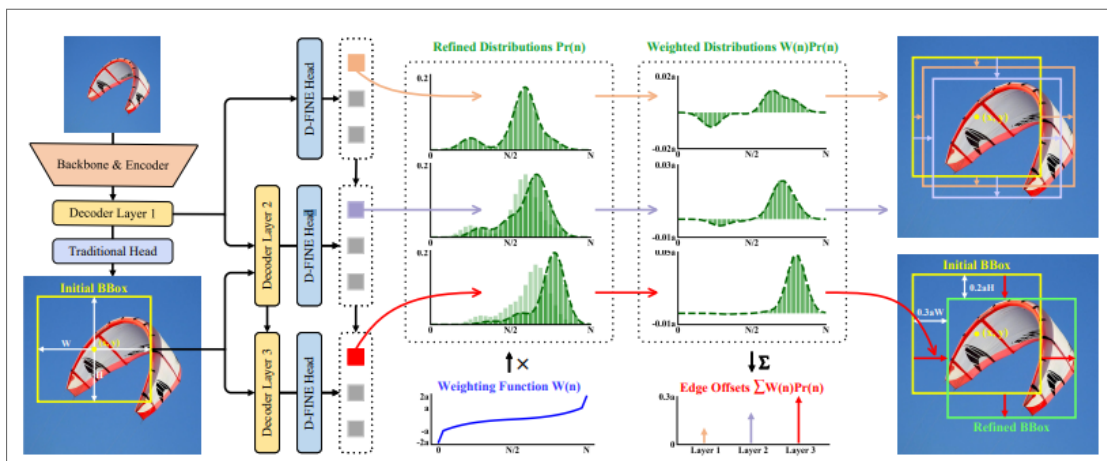 Backbone & Encoder
Decoder Layer 1
Traditional Head
Initial BBox
W
(x,y)
H
Decoder Layer 2
Decoder Layer 3
D-FINE Head
D-FINE Head
D-FINE Head
Refined Distributions Pr(n)
0.2
0 N/2 N
0.2
0 N/2 N
0.2
0 N/2 N
×
Weighting Function W(n)
2a
a
-a
-2a
0 N/2 N
Weighted Distributions W(n)Pr(n)
0.02a
-0.02a
0 N/2 N
0.03a
-0.01a
0 N/2 N
0.05a
-0.01a
0 N/2 N
Σ
Edge Offsets ∑W(n)Pr(n)
0.3a
0
Layer 1 Layer 2 Layer 3
(x,y)
Initial BBox
0.2aH
0.3aW
(x,y)
Refined BBox